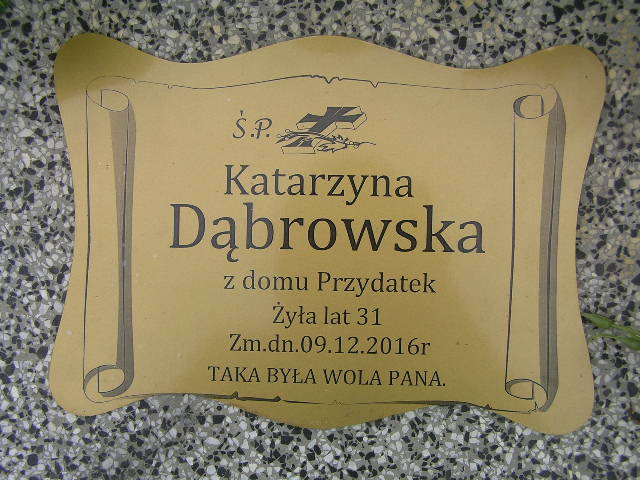 Ś.P.
Katarzyna
Dąbrowska
z domu Przydatek
Żyła lat 31
Zm.dn.09.12.2016r
TAKA BYŁA WOLA PANA.